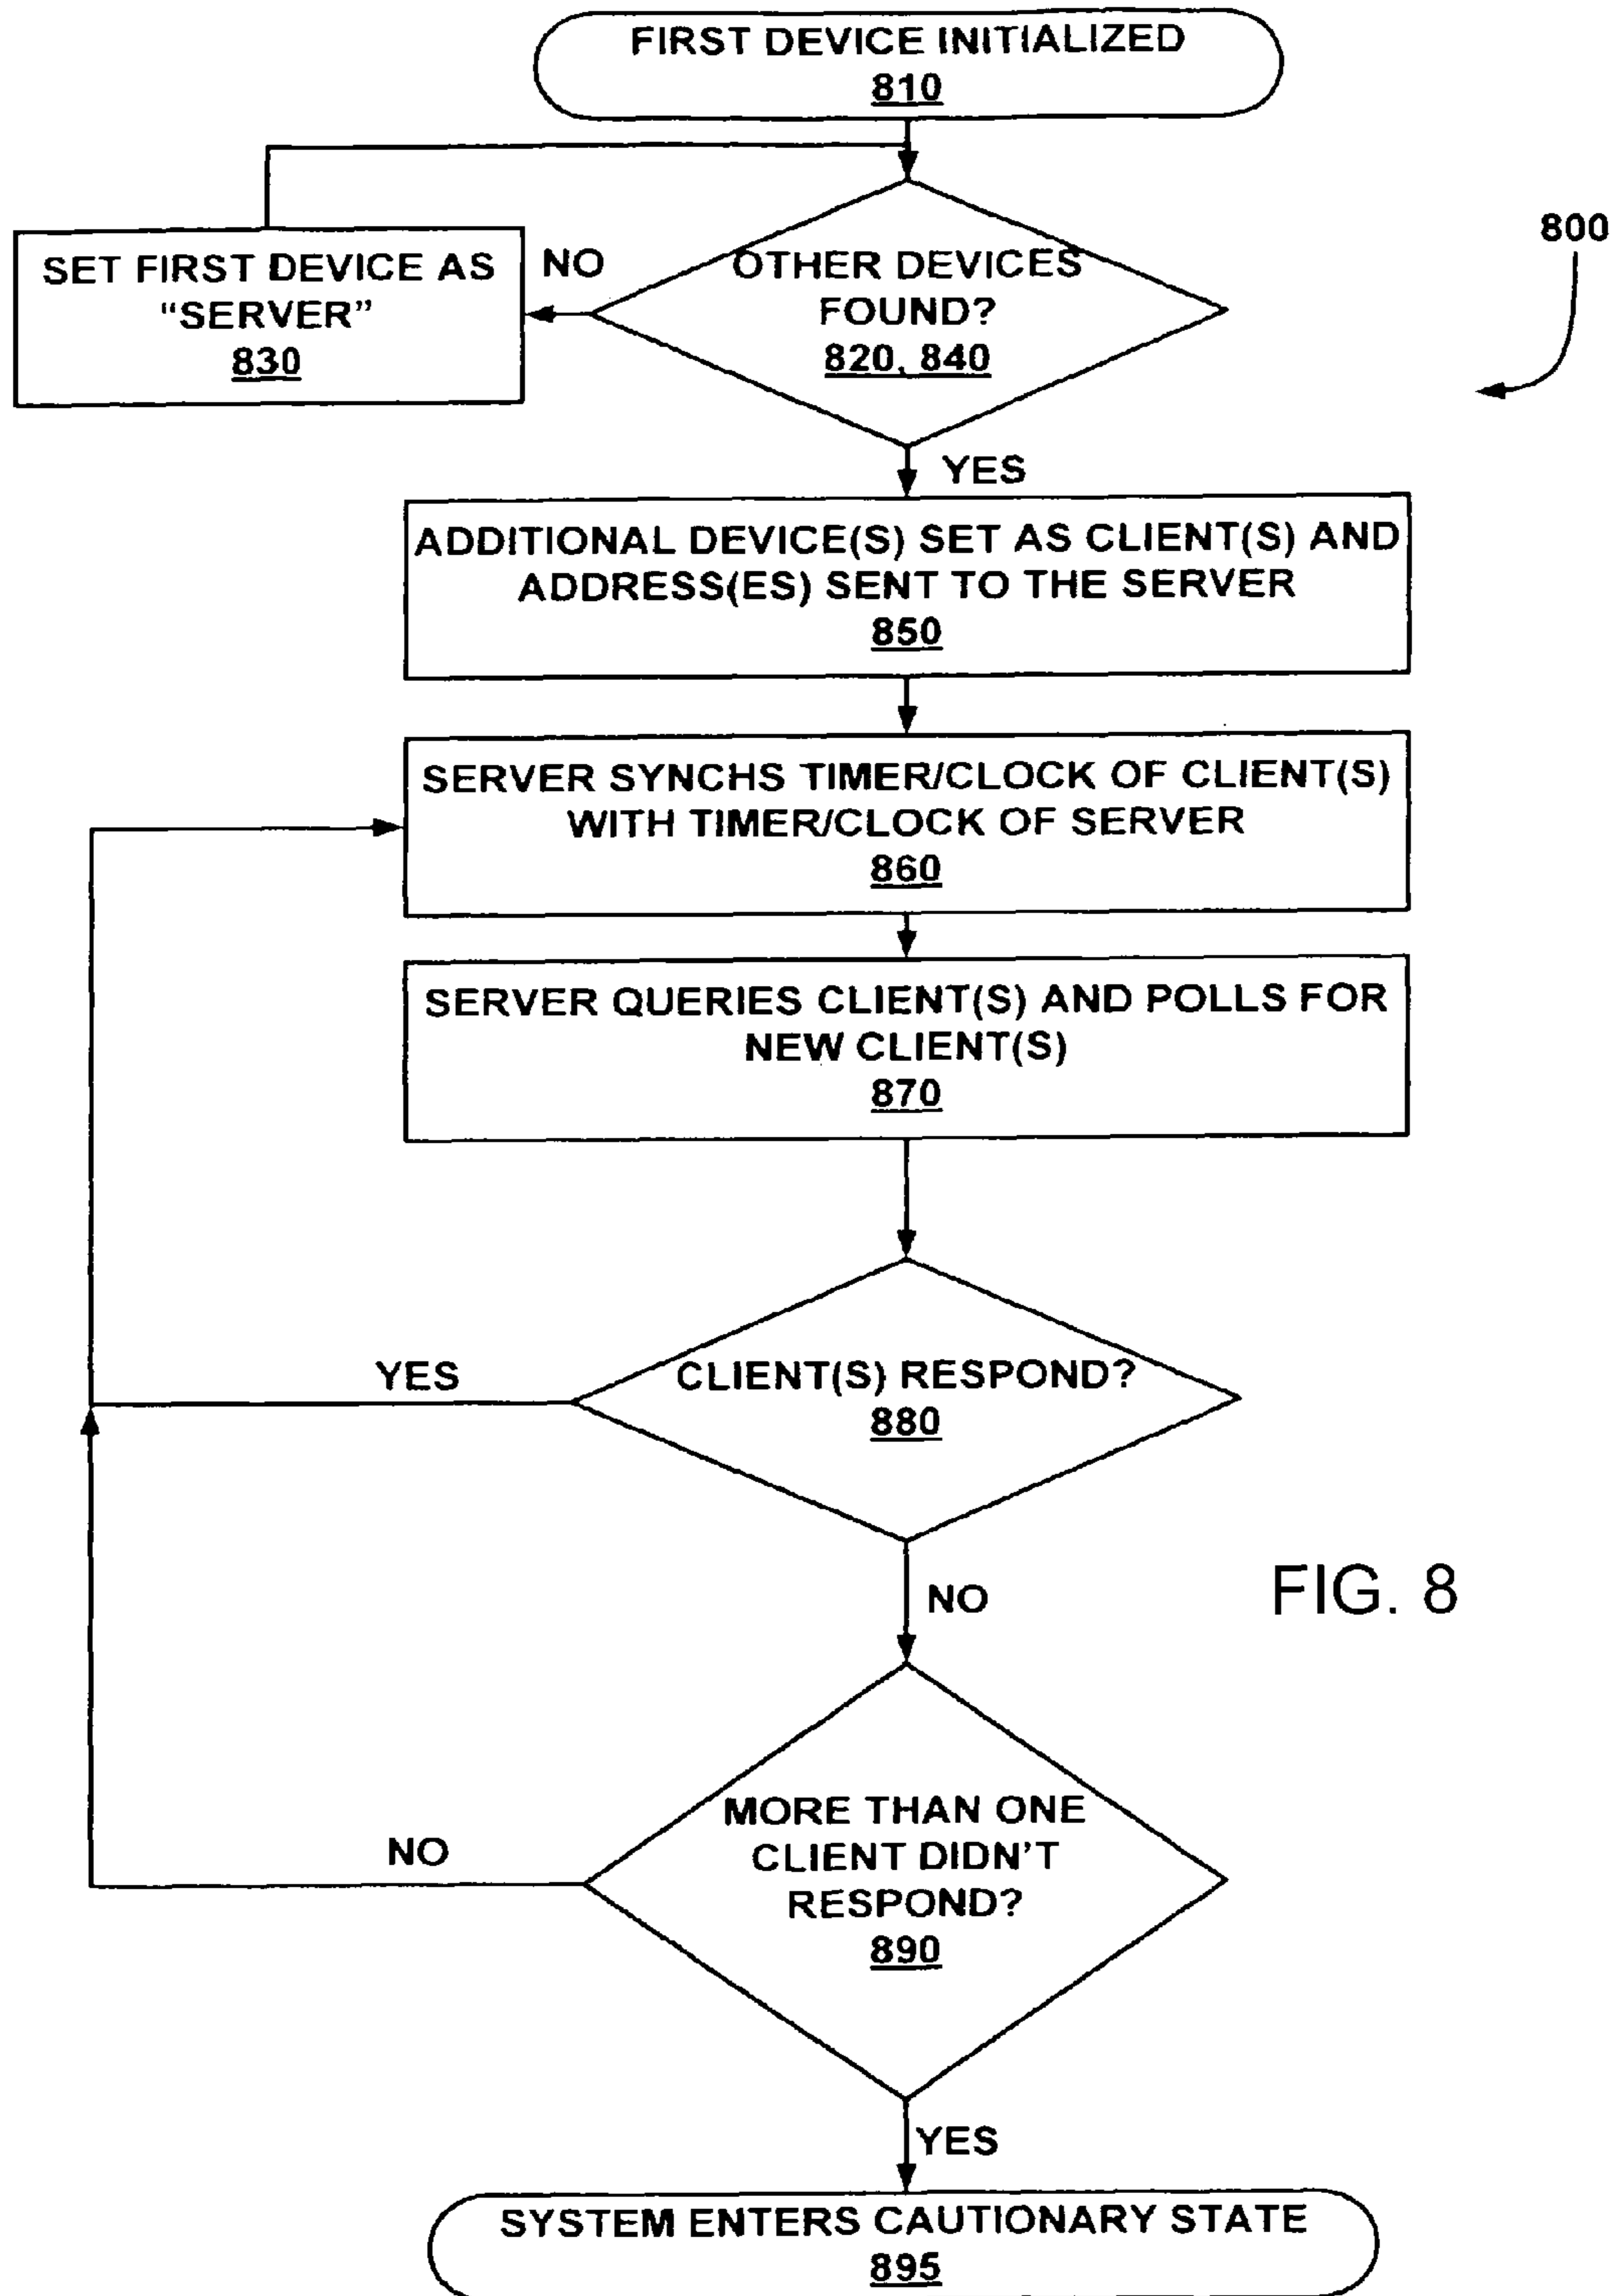 FIRST DEVICE INITIALIZED
810
800
SET FIRST DEVICE AS
“SERVER”
830
NO
OTHER DEVICES
FOUND?
820, 840
YES
ADDITIONAL DEVICE(S) SET AS CLIENT(S) AND
ADDRESS(ES) SENT TO THE SERVER
850
SERVER SYNCHS TIMER/CLOCK OF CLIENT(S)
WITH TIMER/CLOCK OF SERVER
860
SERVER QUERIES CLIENT(S) AND POLLS FOR
NEW CLIENT(S)
870
YES
CLIENT(S) RESPOND?
880
NO
FIG. 8
NO
MORE THAN ONE
CLIENT DIDN'T
RESPOND?
890
YES
SYSTEM ENTERS CAUTIONARY STATE
895